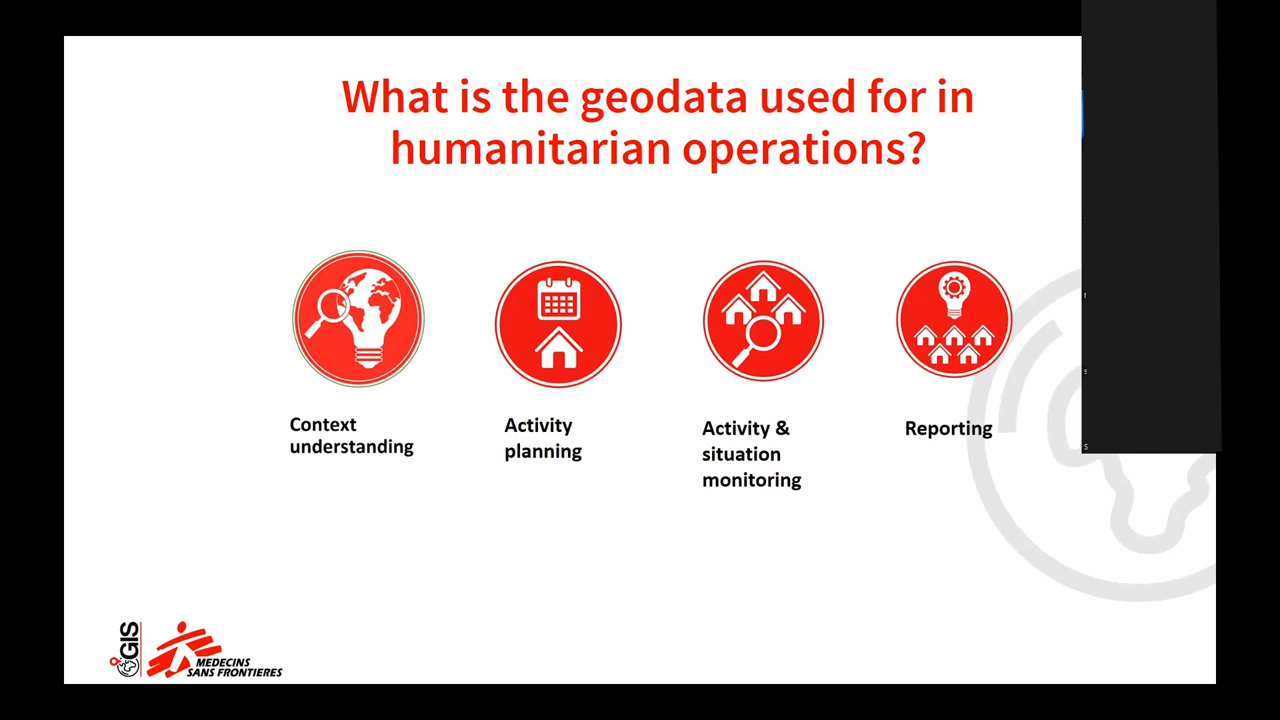 What is the geodata used for in
humanitarian operations?
Context
understanding
Activity
planning
Activity &
situation
monitoring
Reporting
GIS
MEDECINS
SANS FRONTIERES